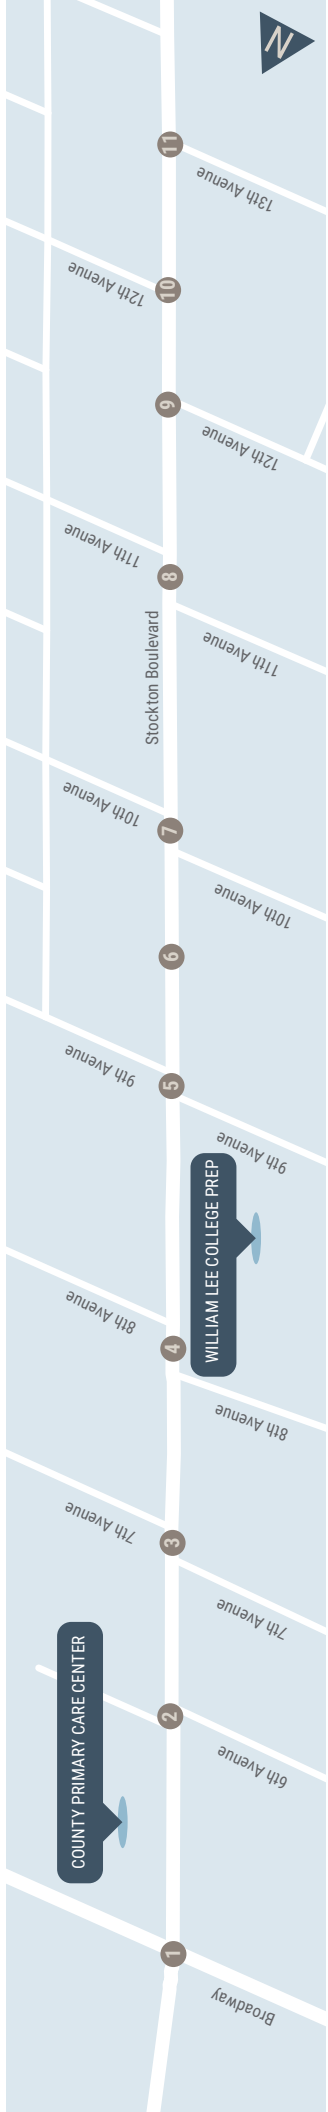 N
11
13th Avenue
12th Avenue
10
9
12th Avenue
11th Avenue
8
Stockton Boulevard
11th Avenue
10th Avenue
7
10th Avenue
6
9th Avenue
5
9th Avenue
WILLIAM LEE COLLEGE PREP
8th Avenue
4
8th Avenue
7th Avenue
3
7th Avenue
COUNTY PRIMARY CARE CENTER
2
6th Avenue
1
Broadway